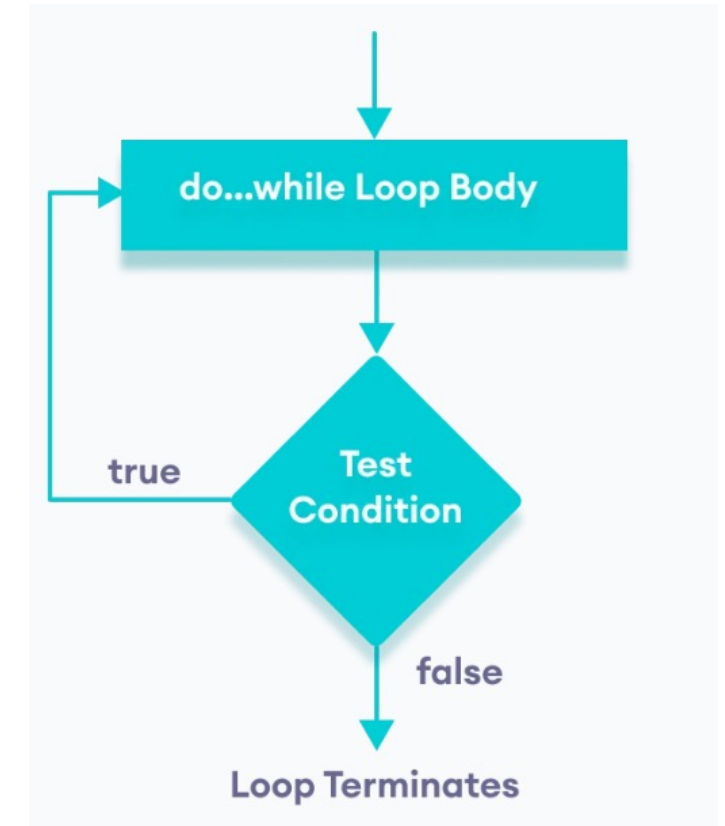 do...while Loop Body
true
Test
Condition
false
Loop Terminates